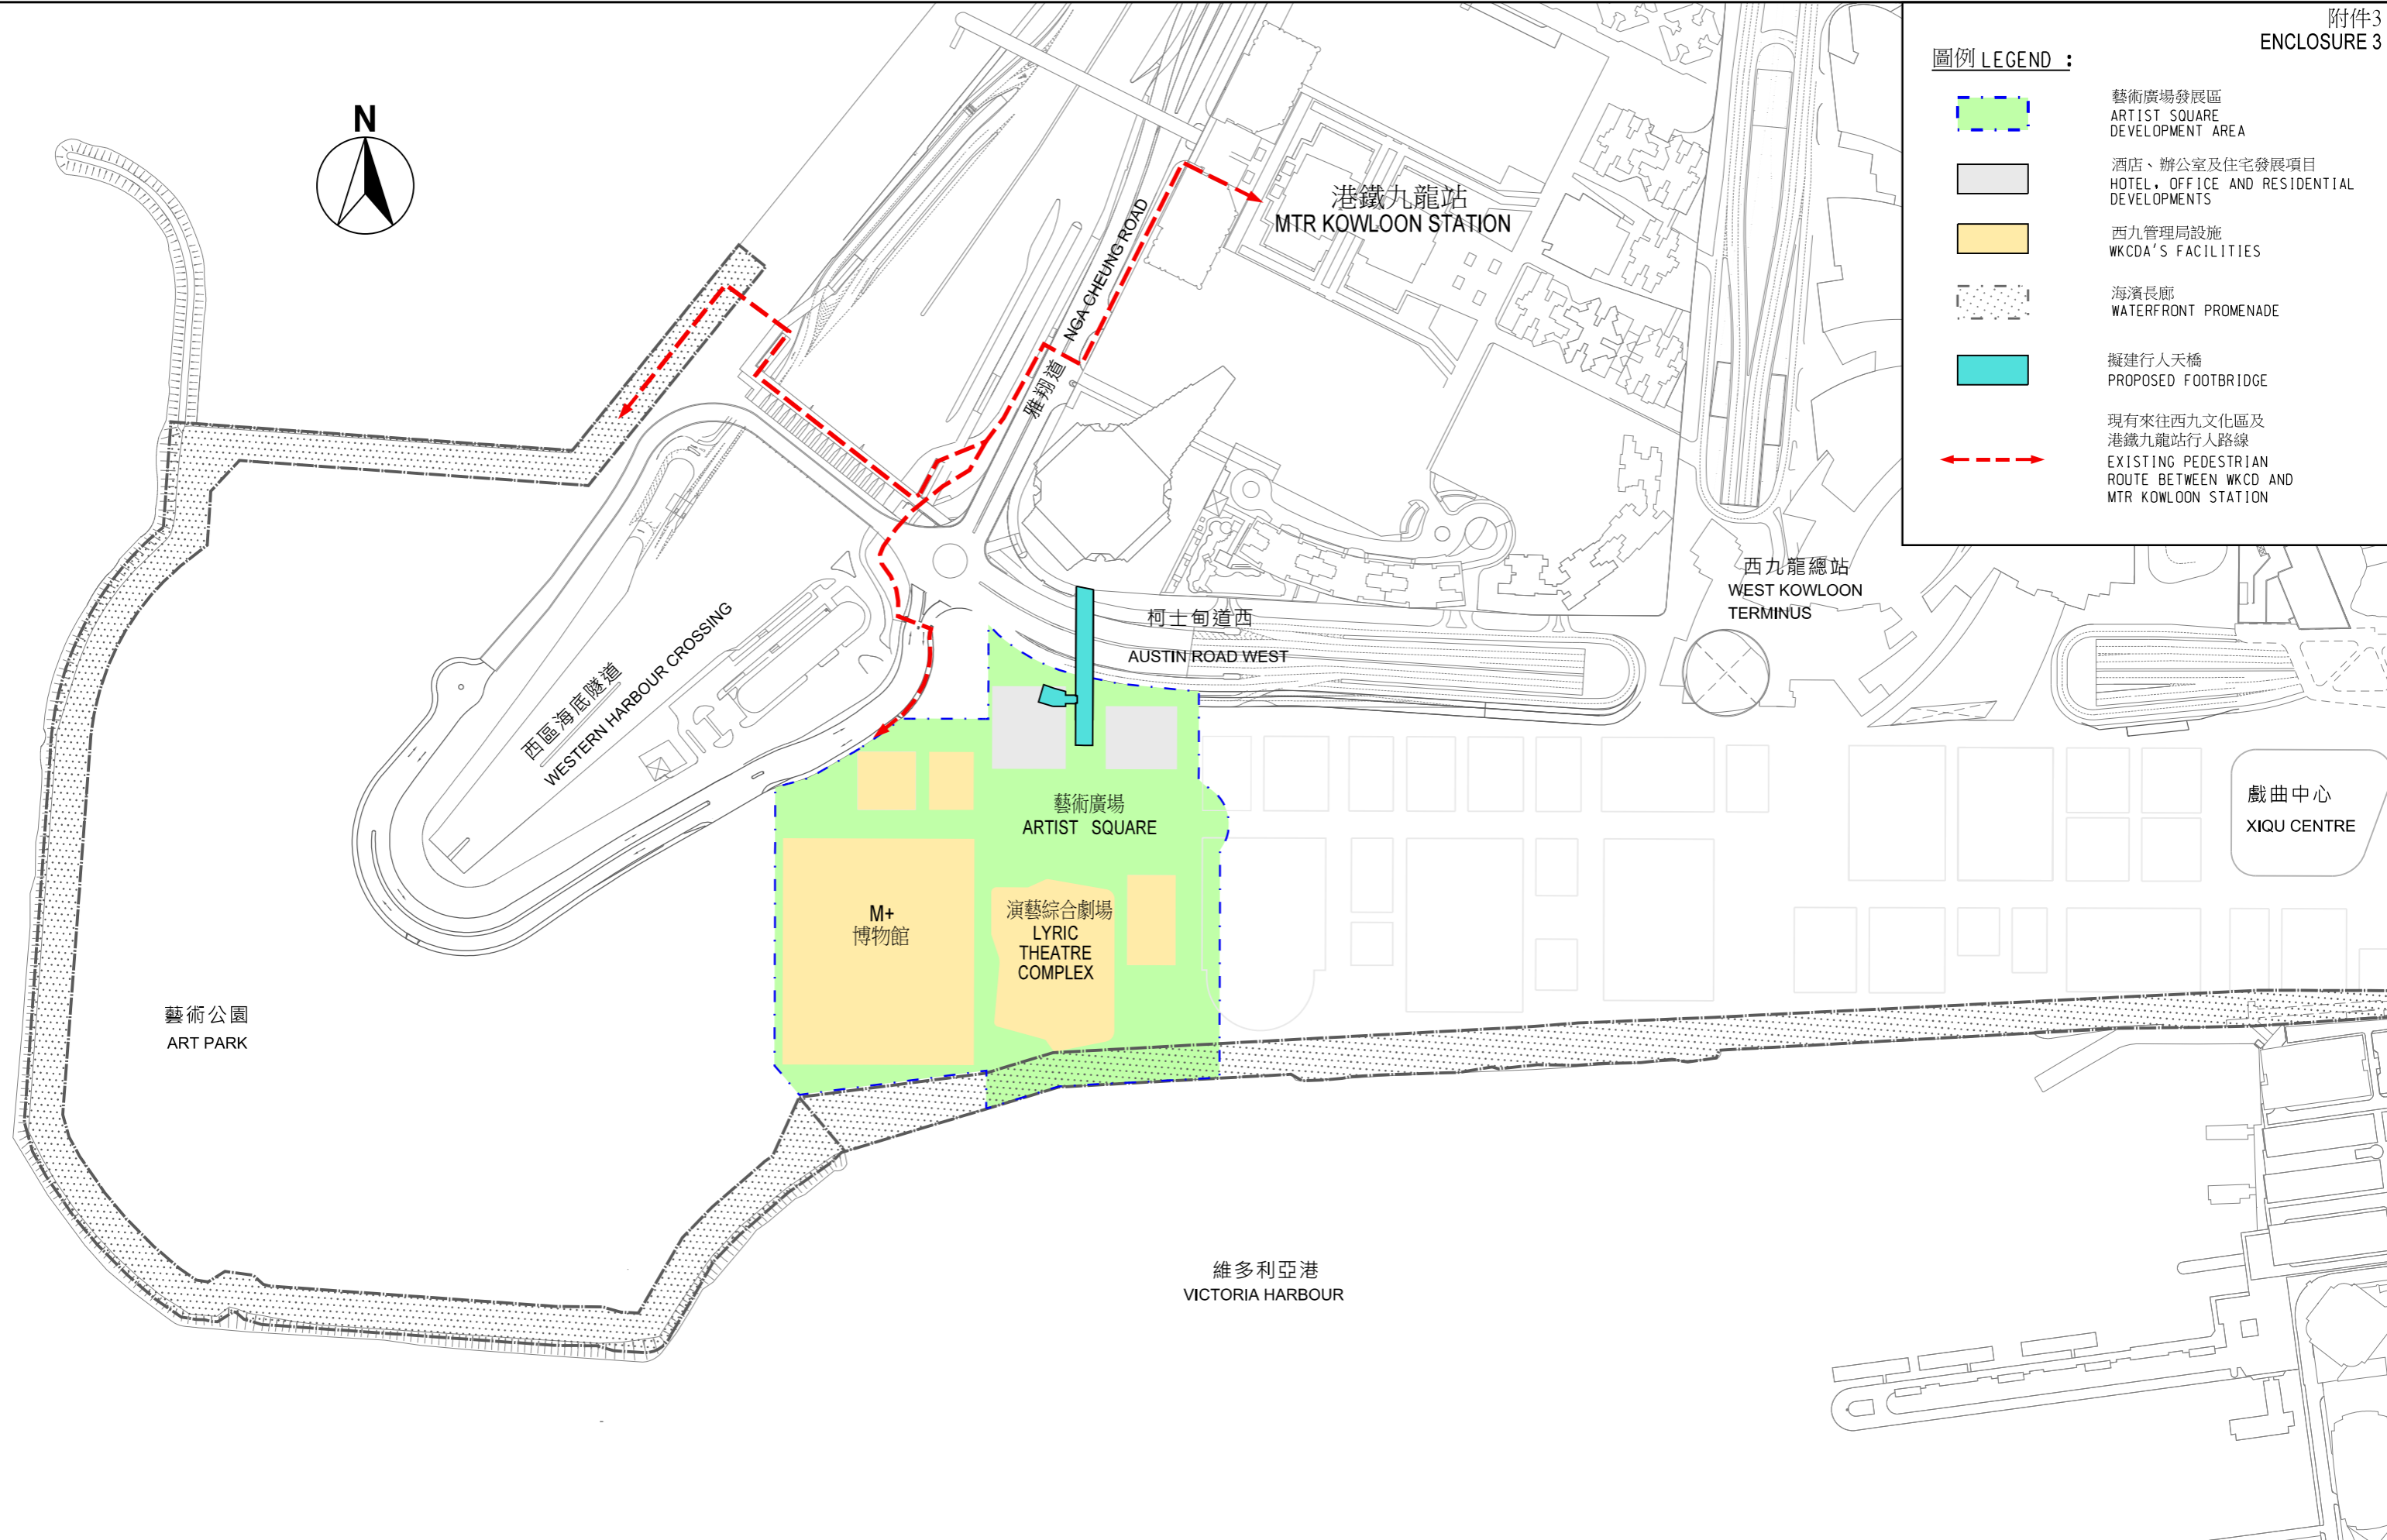 附件3
ENCLOSURE 3
圖例 LEGEND :
藝術廣場發展區
ARTIST SQUARE
DEVELOPMENT AREA
酒店、辦公室及住宅發展項目
HOTEL, OFFICE AND RESIDENTIAL
DEVELOPMENTS
西九管理局設施
WKCDA'S FACILITIES
海濱長廊
WATERFRONT PROMENADE
擬建行人天橋
PROPOSED FOOTBRIDGE
現有來往西九文化區及
港鐵九龍站行人路線
EXISTING PEDESTRIAN
ROUTE BETWEEN WKCD AND
MTR KOWLOON STATION
N
港鐵九龍站
MTR KOWLOON STATION
雅翔道 NGA CHEUNG ROAD
西九龍總站
WEST KOWLOON
TERMINUS
柯士甸道西
AUSTIN ROAD WEST
西區海底隧道
WESTERN HARBOUR CROSSING
藝術廣場
ARTIST SQUARE
戲曲中心
XIQU CENTRE
M+
博物館
演藝綜合劇場
LYRIC
THEATRE
COMPLEX
藝術公園
ART PARK
維多利亞港
VICTORIA HARBOUR